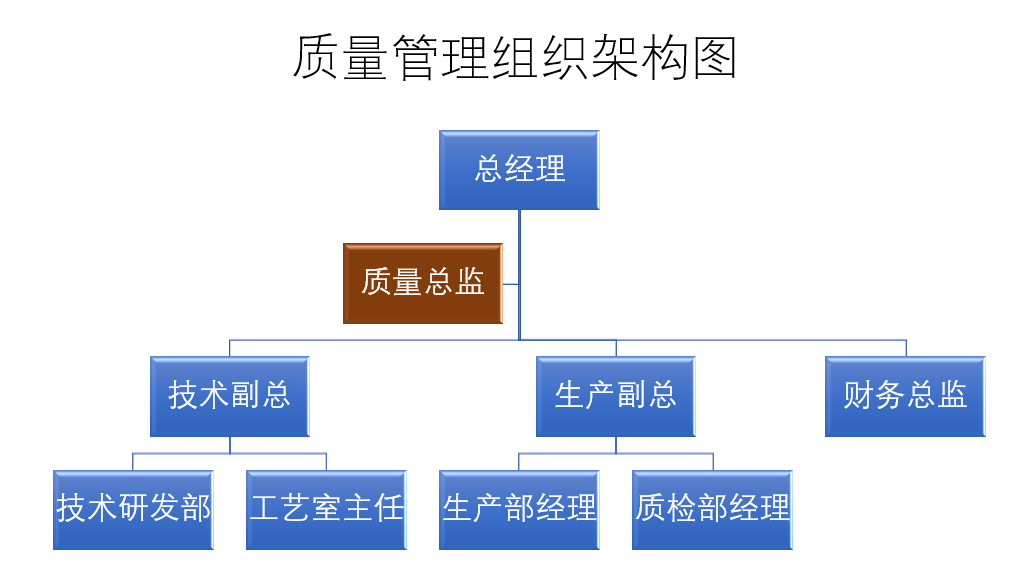 质量管理组织架构图
总经理
质量总监
技术副总
生产副总
财务总监
技术研发部
工艺室主任
生产部经理
质检部经理